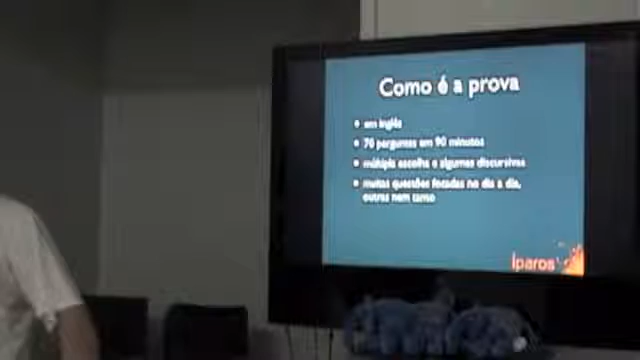 Como é a prova
em inglês
70 perguntas em 90 minutos
múltipla escolha e algumas discursivas
muitas questões focadas no dia a dia,
outras nem tanto
iparos